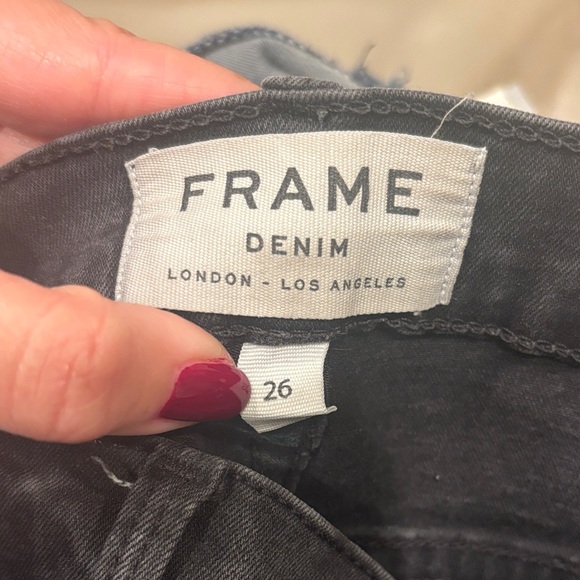 FRAME
DENIM
LONDON - LOS ANGELES
26